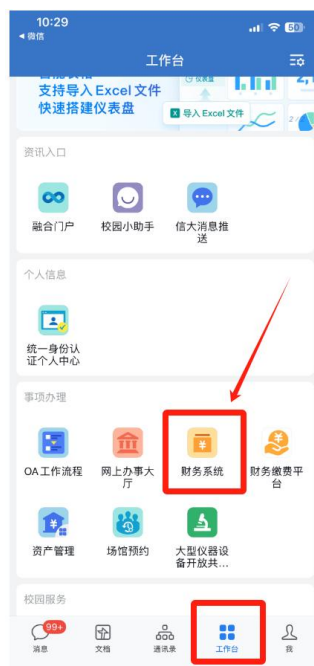 10:29
50
◀ 微信
工作台
支持导入 Excel 文件
快速搭建仪表盘
导入 Excel 文件
资讯入口
融合门户
校园小助手
信大消息推
送
个人信息
统一身份认
证个人中心
事项办理
OA工作流程
网上办事大
厅
财务系统
财务缴费平
台
资产管理
场馆预约
大型仪器设
备开放共...
校园服务
99+
消息
文档
通讯录
工作台
我